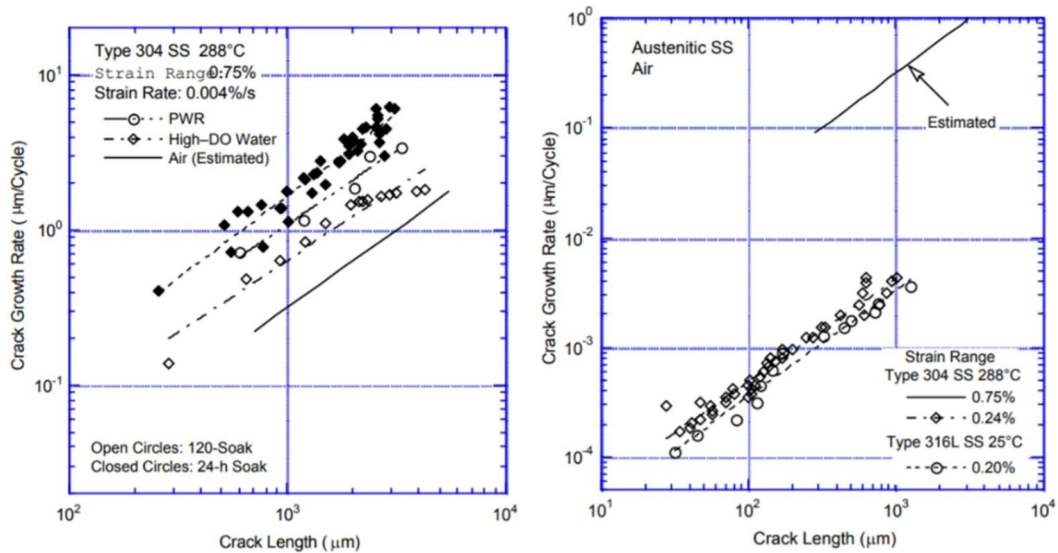 Type 304 SS 288°C
Strain Range 0.75%
Strain Rate: 0.004%/s
PWR
High–DO Water
Air (Estimated)
Open Circles: 120-Soak
Closed Circles: 24-h Soak
10¹
10⁰
10⁻¹
Crack Growth Rate ( μm/Cycle)
10²
10³
10⁴
Crack Length ( μm)
Austenitic SS
Air
Estimated
Strain Range
Type 304 SS 288°C
0.75%
0.24%
Type 316L SS 25°C
0.20%
10⁰
10⁻¹
10⁻²
10⁻³
10⁻⁴
Crack Growth Rate ( μm/Cycle)
10¹
10²
10³
10⁴
Crack Length ( μm)